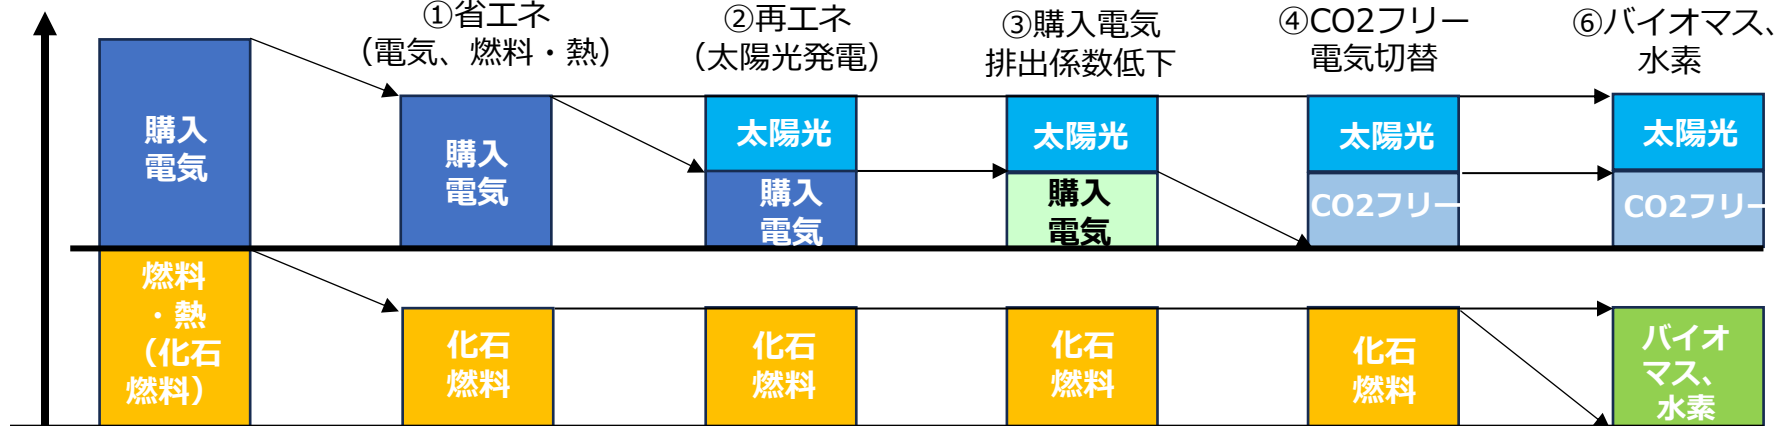 ①省エネ
（電気、燃料・熱）
②再エネ
（太陽光発電）
③購入電気
排出係数低下
④CO2フリー
電気切替
⑥バイオマス、
水素
購入
電気
購入
電気
太陽光
購入
電気
太陽光
購入
電気
太陽光
CO2フリー
太陽光
CO2フリー
燃料
・熱
（化石
燃料）
化石
燃料
化石
燃料
化石
燃料
化石
燃料
バイオ
マス、
水素